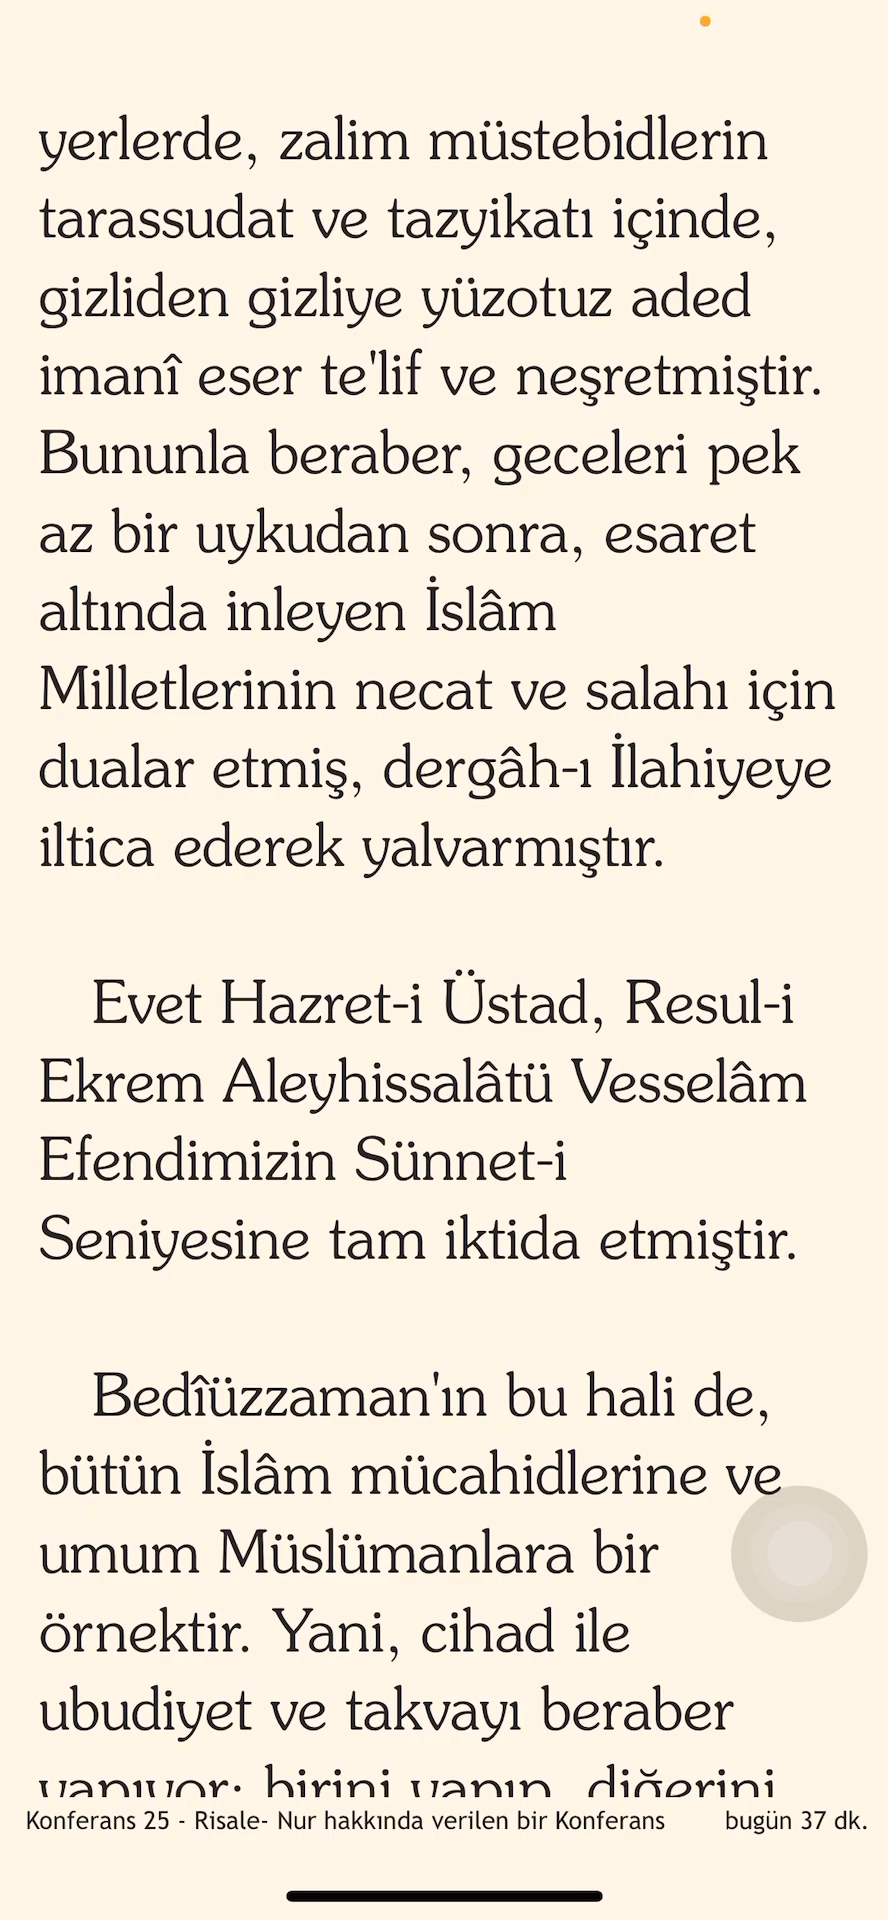 yerlerde, zalim müstebidlerin
tarassudat ve tazyikatı içinde,
gizliden gizliye yüzotuz aded
imanî eser te'lif ve neşretmiştir.
Bununla beraber, geceleri pek
az bir uykudan sonra, esaret
altında inleyen İslâm
Milletlerinin necat ve salahı için
dualar etmiş, dergâh-ı İlahiyeye
iltica ederek yalvarmıştır.
Evet Hazret-i Üstad, Resul-i
Ekrem Aleyhissalâtü Vesselâm
Efendimizin Sünnet-i
Seniyesine tam iktida etmiştir.
Bedîüzzaman'ın bu hali de,
bütün İslâm mücahidlerine ve
umum Müslümanlara bir
örnektir. Yani, cihad ile
ubudiyet ve takvayı beraber
yapıyor; birini yapıp, diğerini
Konferans 25 - Risale- Nur hakkında verilen bir Konferans bugün 37 dk.